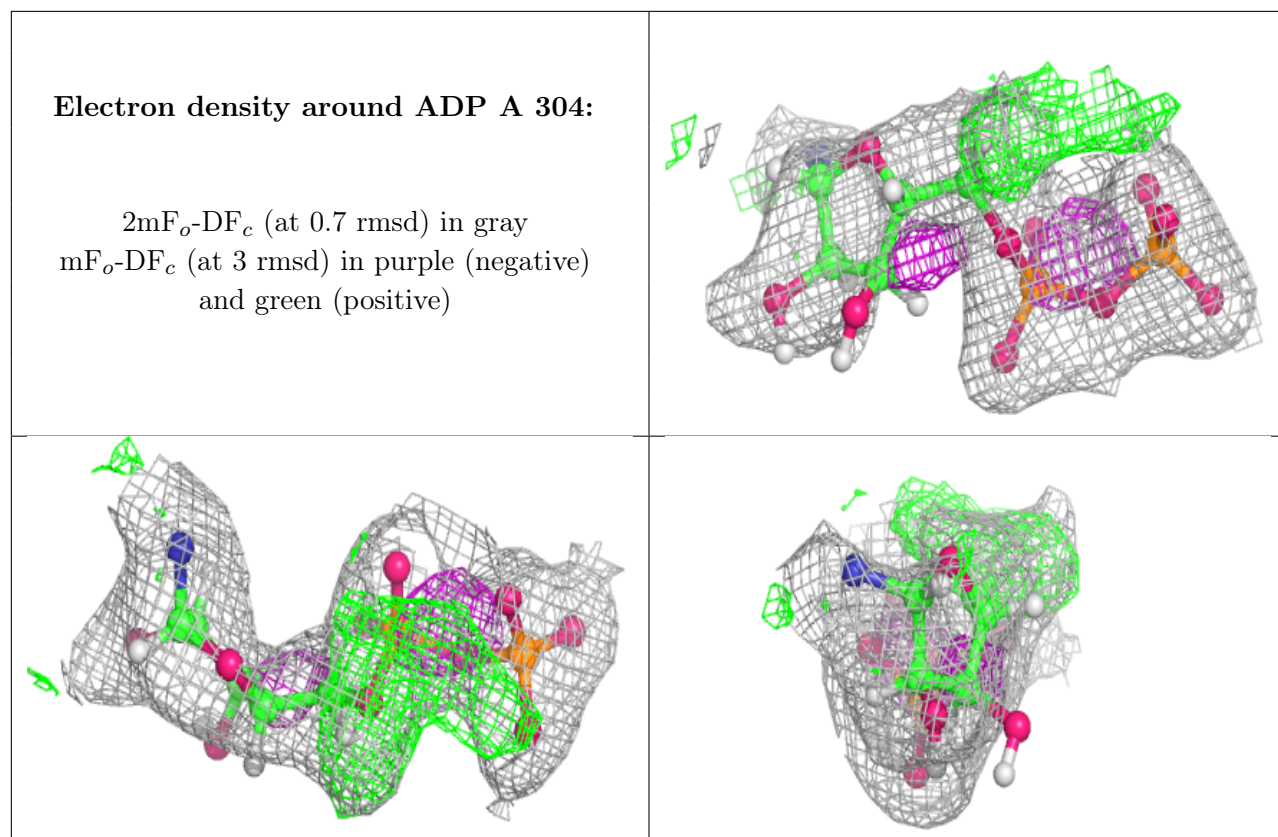 Electron density around ADP A 304:
2mFₒ-DF𝒸 (at 0.7 rmsd) in gray
mFₒ-DF𝒸 (at 3 rmsd) in purple (negative)
and green (positive)